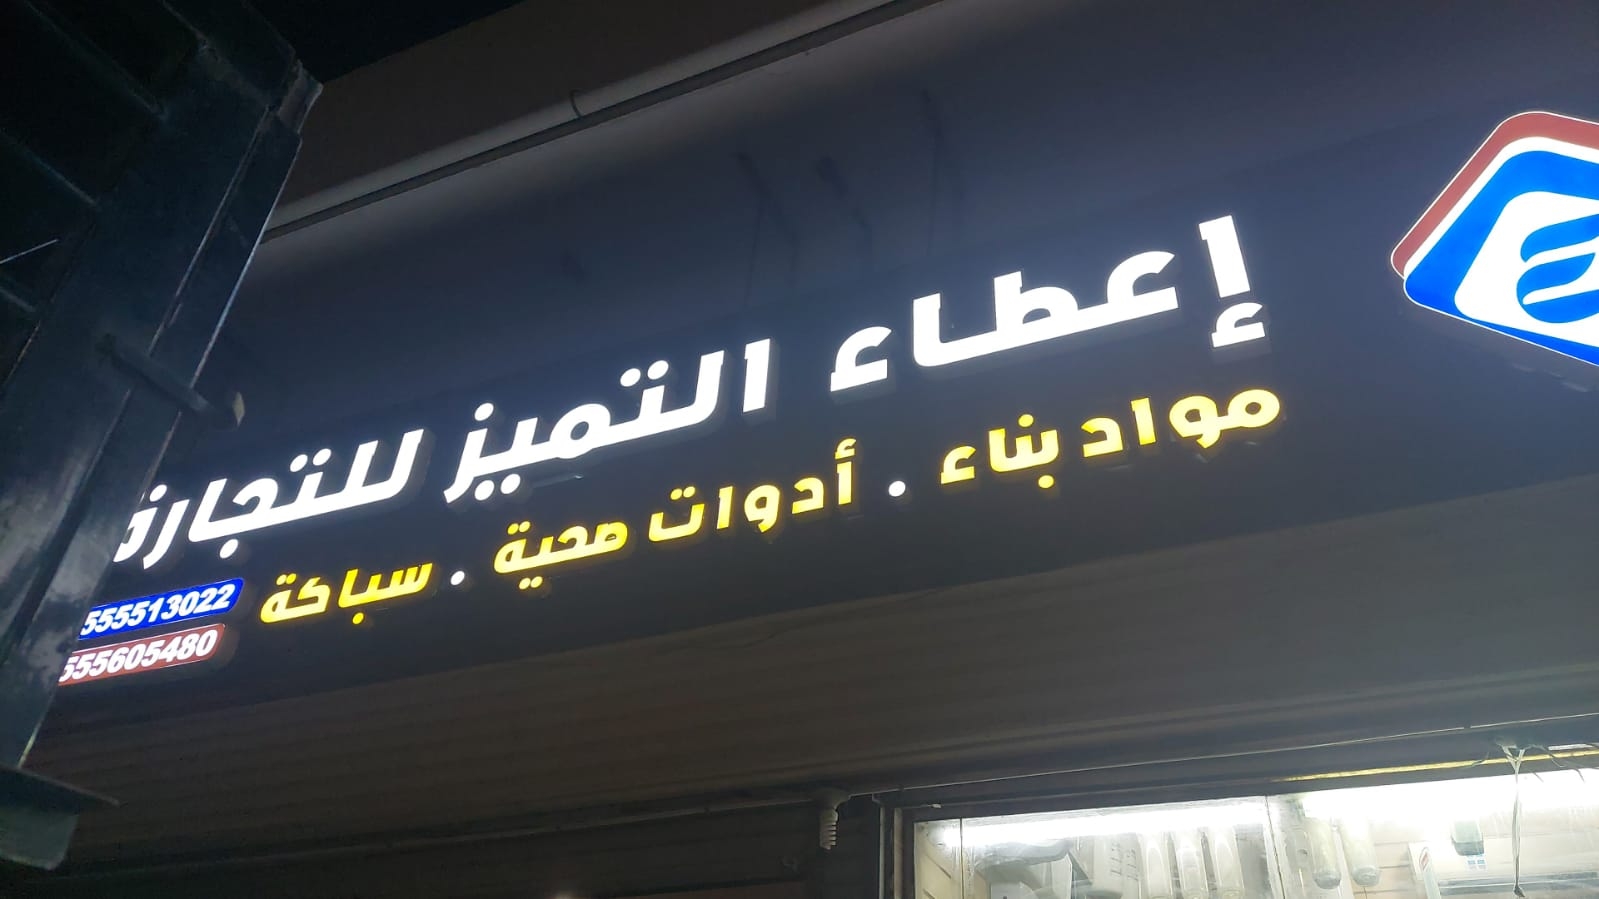 إعطاء التميز للتجارة
مواد بناء . أدوات صحية . سباكة
555513022
555605480